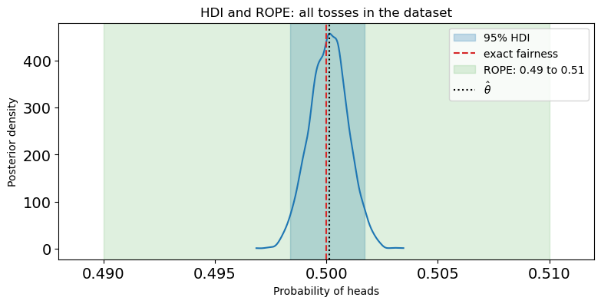 HDI and ROPE: all tosses in the dataset
95% HDI
exact fairness
ROPE: 0.49 to 0.51
θ̂
Posterior density
400
300
200
100
0
0.490 0.495 0.500 0.505 0.510
Probability of heads